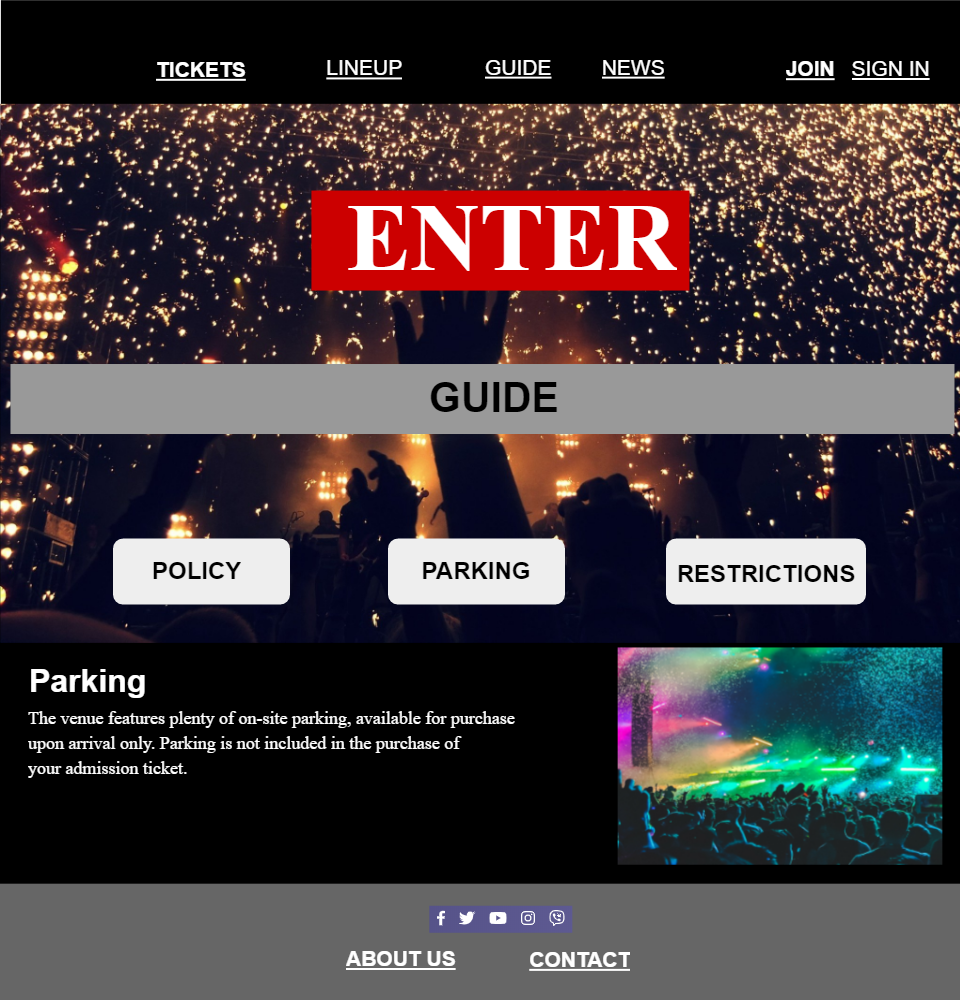 TICKETS LINEUP GUIDE NEWS JOIN SIGN IN
ENTER
GUIDE
POLICY PARKING RESTRICTIONS
Parking
The venue features plenty of on-site parking, available for purchase
upon arrival only. Parking is not included in the purchase of
your admission ticket.
ABOUT US CONTACT